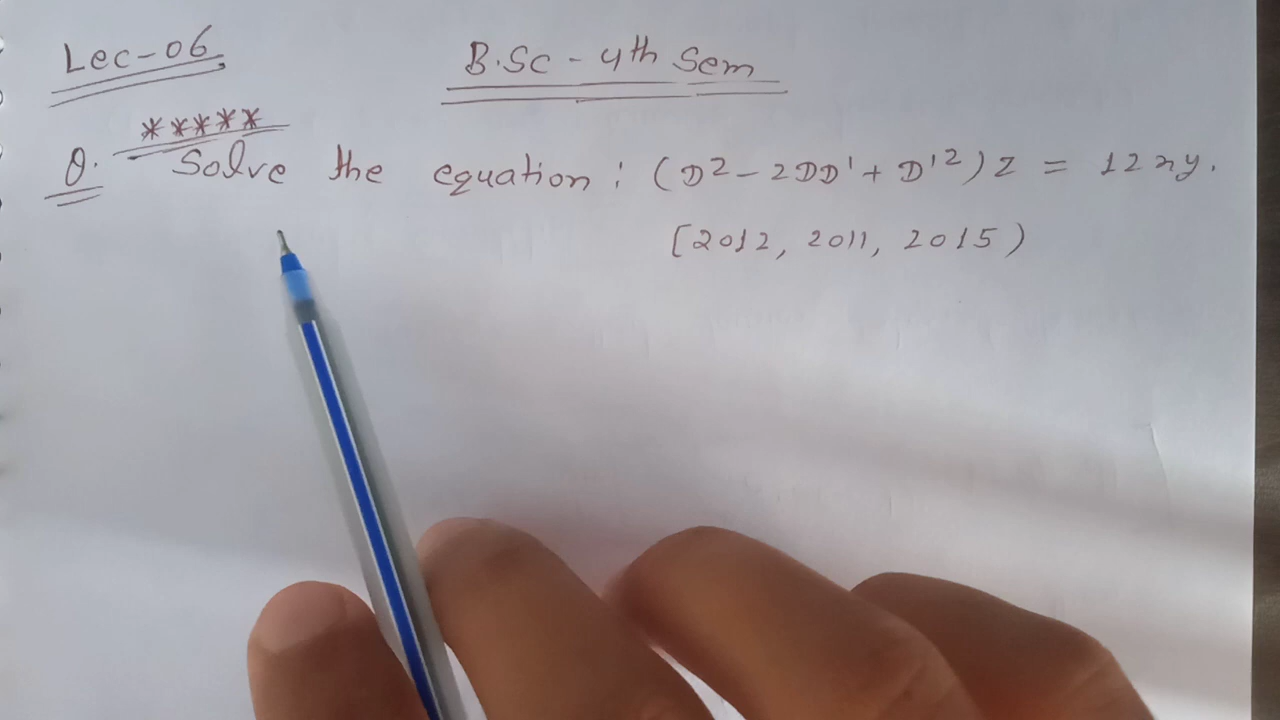 Lec-06
B.Sc - 4th Sem
*****
Q. Solve the equation : (D² - 2DD' + D'²) Z = 12xy.
[2012, 2011, 2015)